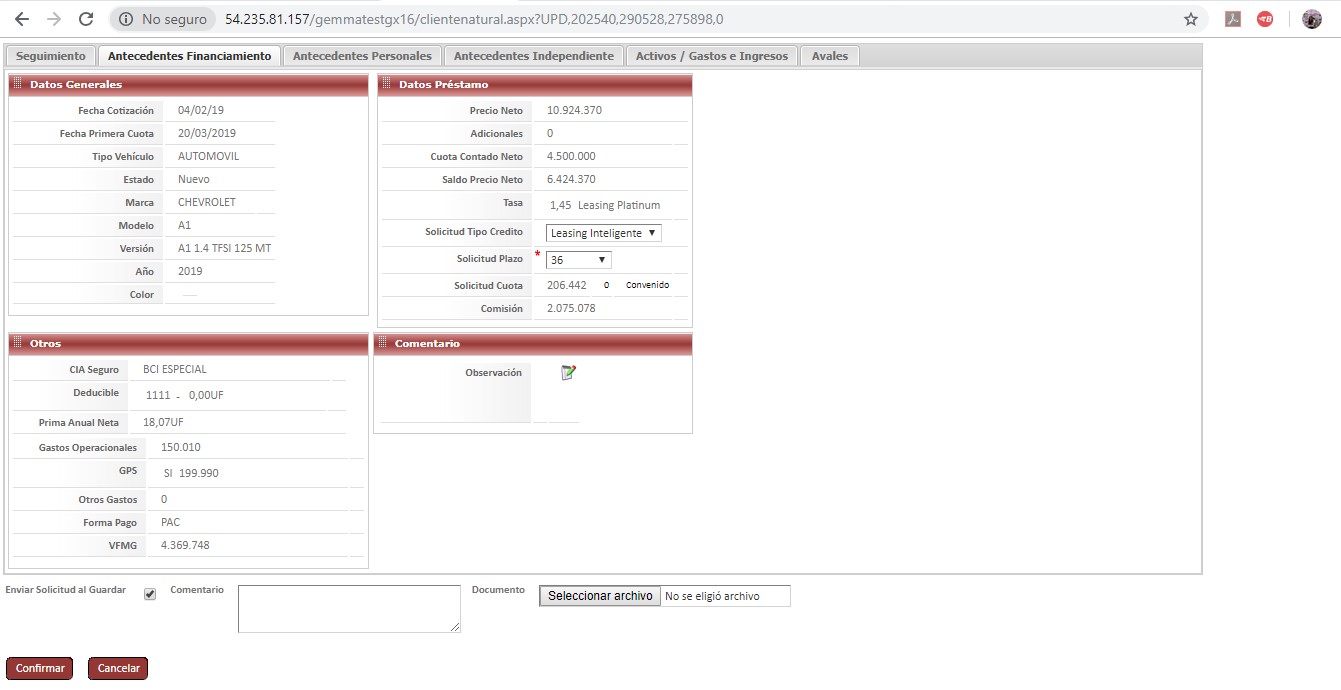 No seguro
54.235.81.157/gemmatestgx16/clientenatural.aspx?UPD,202540,290528,275898,0
Seguimiento
Antecedentes Financiamiento
Antecedentes Personales
Antecedentes Independiente
Activos / Gastos e Ingresos
Avales
Datos Generales
Fecha Cotización 04/02/19
Fecha Primera Cuota 20/03/2019
Tipo Vehículo AUTOMOVIL
Estado Nuevo
Marca CHEVROLET
Modelo A1
Versión A1 1.4 TFSI 125 MT
Año 2019
Color
Datos Préstamo
Precio Neto 10.924.370
Adicionales 0
Cuota Contado Neto 4.500.000
Saldo Precio Neto 6.424.370
Tasa 1,45 Leasing Platinum
Solicitud Tipo Credito Leasing Inteligente
Solicitud Plazo * 36
Solicitud Cuota 206.442 0 Convenido
Comisión 2.075.078
Otros
CIA Seguro BCI ESPECIAL
Deducible 1111 - 0,00UF
Prima Anual Neta 18,07UF
Gastos Operacionales 150.010
GPS SI 199.990
Otros Gastos 0
Forma Pago PAC
VFMG 4.369.748
Comentario
Observación
Enviar Solicitud al Guardar
Comentario
Documento
Seleccionar archivo No se eligió archivo
Confirmar
Cancelar